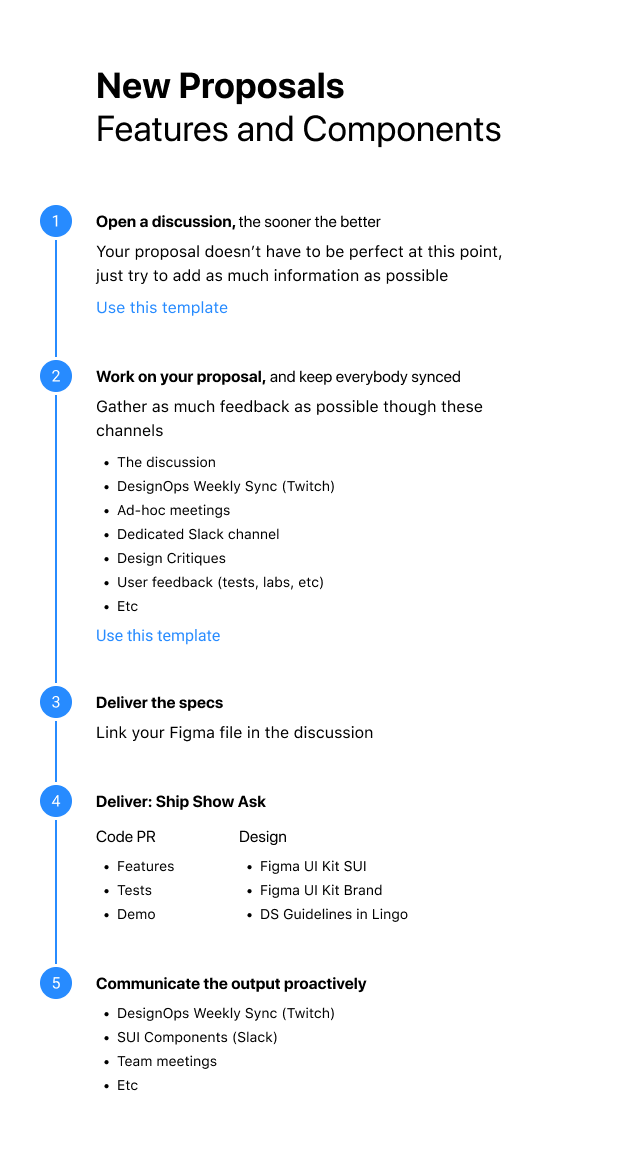 New Proposals
Features and Components
1
Open a discussion, the sooner the better
Your proposal doesn’t have to be perfect at this point,
just try to add as much information as possible
Use this template
2
Work on your proposal, and keep everybody synced
Gather as much feedback as possible though these
channels
• The discussion
• DesignOps Weekly Sync (Twitch)
• Ad-hoc meetings
• Dedicated Slack channel
• Design Critiques
• User feedback (tests, labs, etc)
• Etc
Use this template
3
Deliver the specs
Link your Figma file in the discussion
4
Deliver: Ship Show Ask
Code PR
• Features
• Tests
• Demo
Design
• Figma UI Kit SUI
• Figma UI Kit Brand
• DS Guidelines in Lingo
5
Communicate the output proactively
• DesignOps Weekly Sync (Twitch)
• SUI Components (Slack)
• Team meetings
• Etc